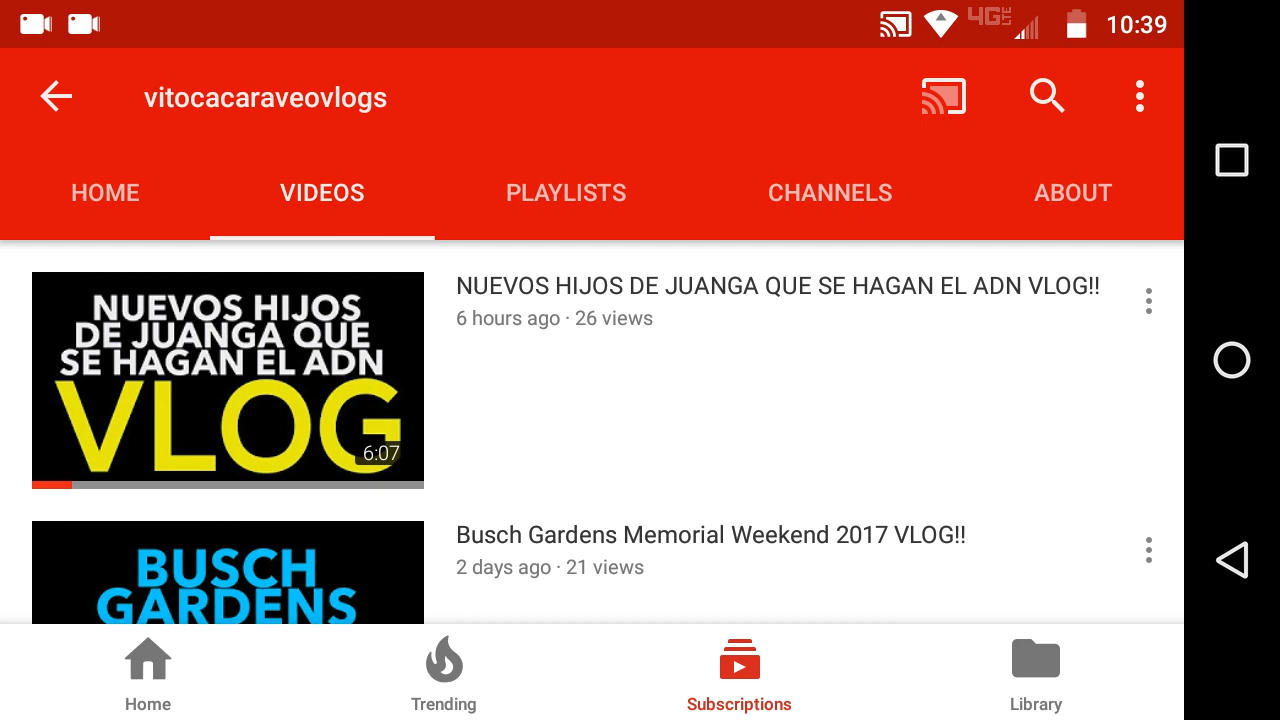 4G LTE 10:39
vitocacaraveovlogs
HOME VIDEOS PLAYLISTS CHANNELS ABOUT
NUEVOS HIJOS
DE JUANGA QUE
SE HAGAN EL ADN
VLOG
6:07
NUEVOS HIJOS DE JUANGA QUE SE HAGAN EL ADN VLOG!!
6 hours ago · 26 views
BUSCH
GARDENS
Busch Gardens Memorial Weekend 2017 VLOG!!
2 days ago · 21 views
Home Trending Subscriptions Library